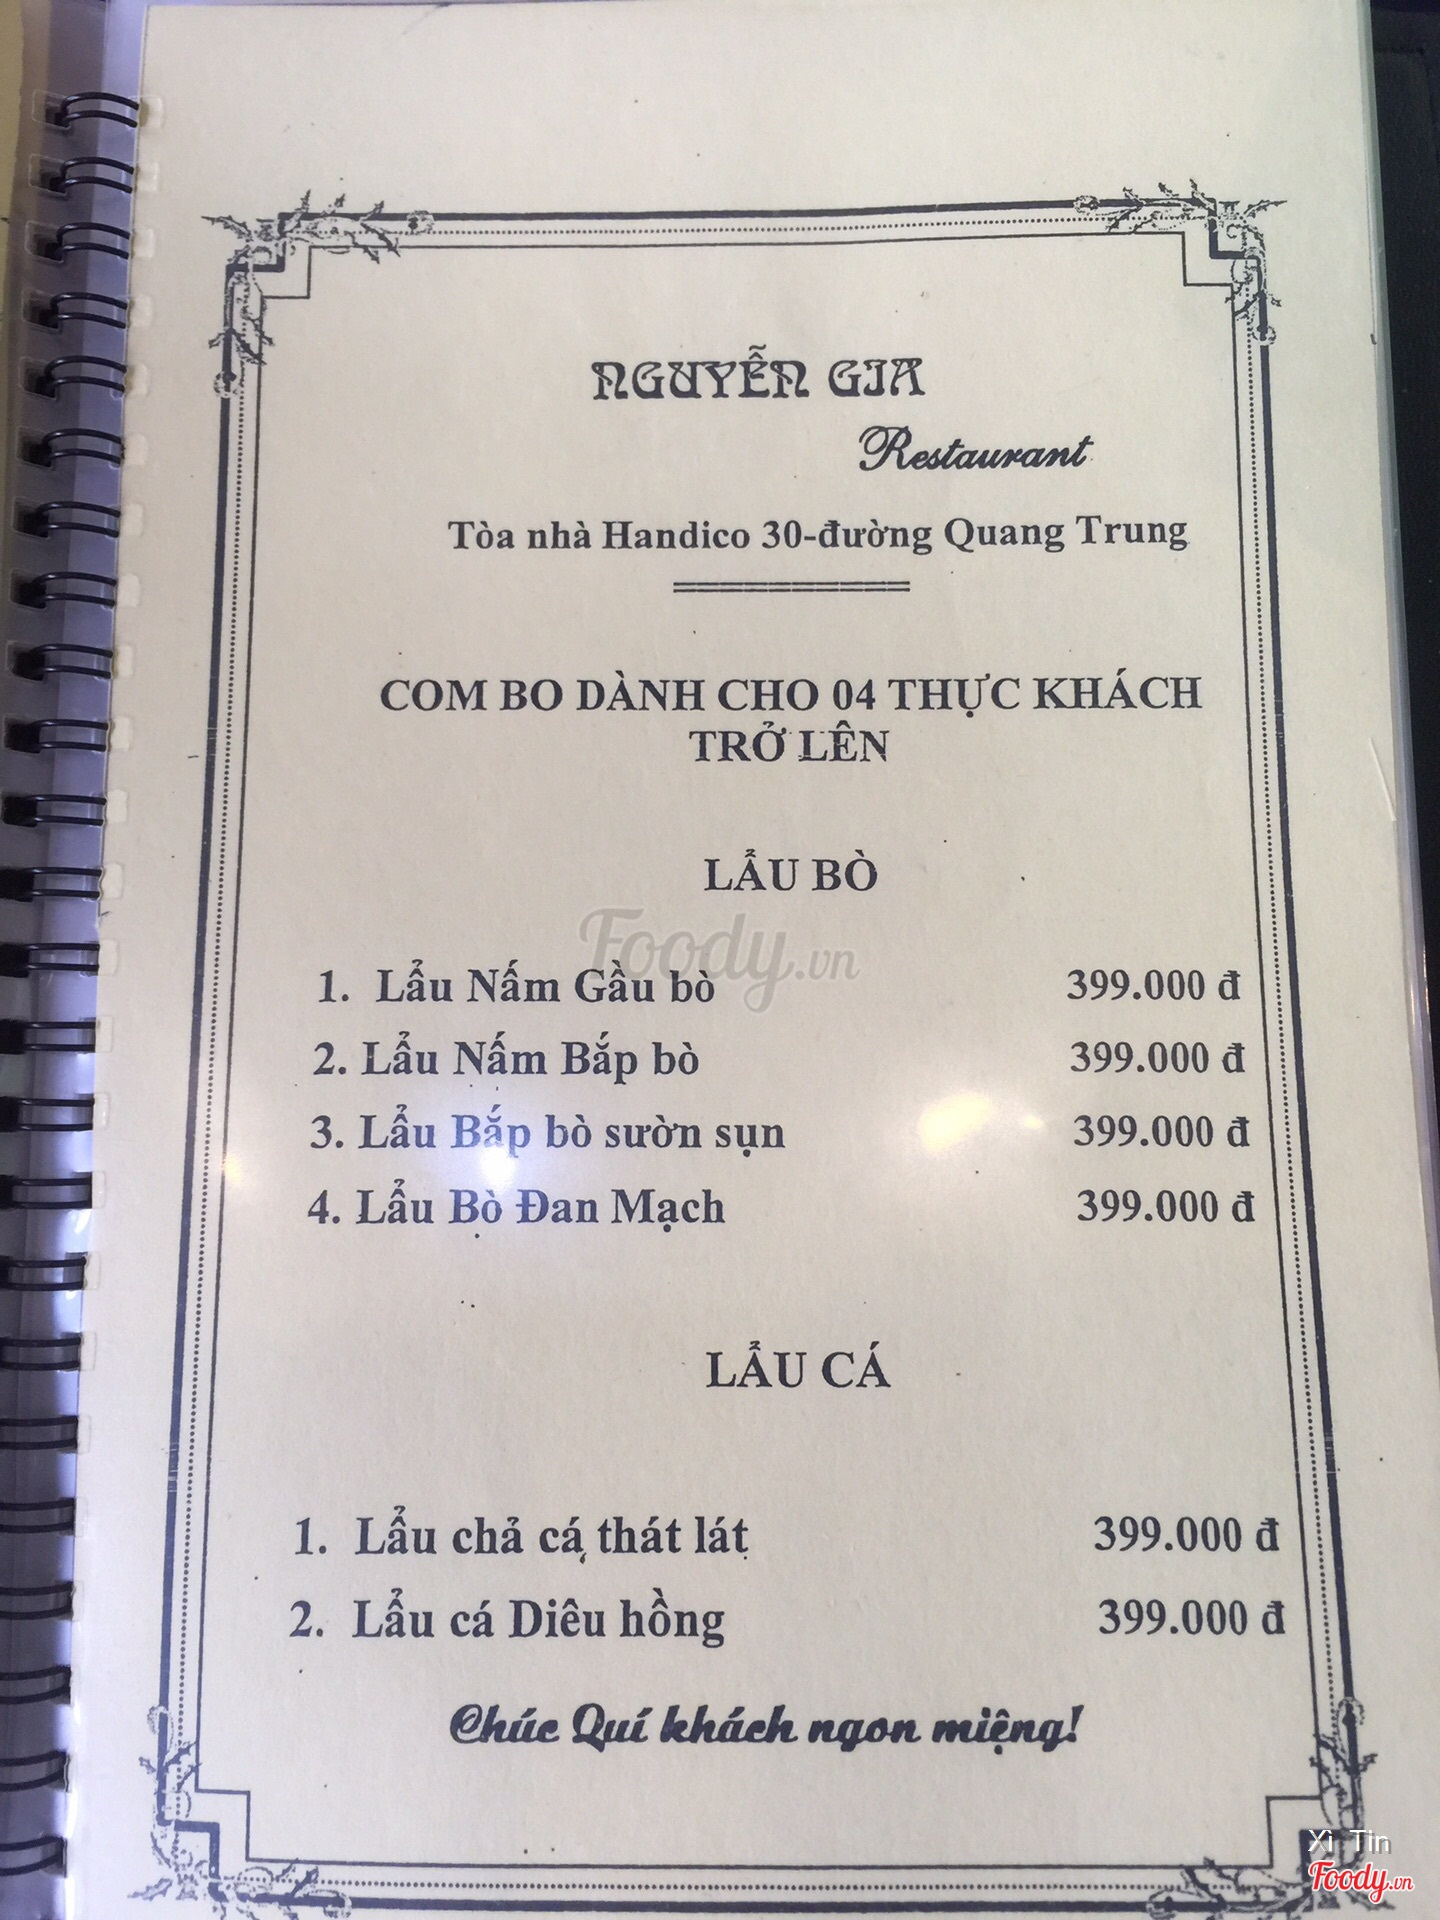 NGUYỄN GIA
Restaurant
Tòa nhà Handico 30-đường Quang Trung
COM BO DÀNH CHO 04 THỰC KHÁCH
TRỞ LÊN
LẨU BÒ
Foody.vn
1. Lẩu Nấm Gầu bò 399.000 đ
2. Lẩu Nấm Bắp bò 399.000 đ
3. Lẩu Bắp bò sườn sụn 399.000 đ
4. Lẩu Bò Đan Mạch 399.000 đ
LẨU CÁ
1. Lẩu chả cá thát lát 399.000 đ
2. Lẩu cá Diêu hồng 399.000 đ
Chúc Quí khách ngon miệng!
Xì Tin
Foody.vn